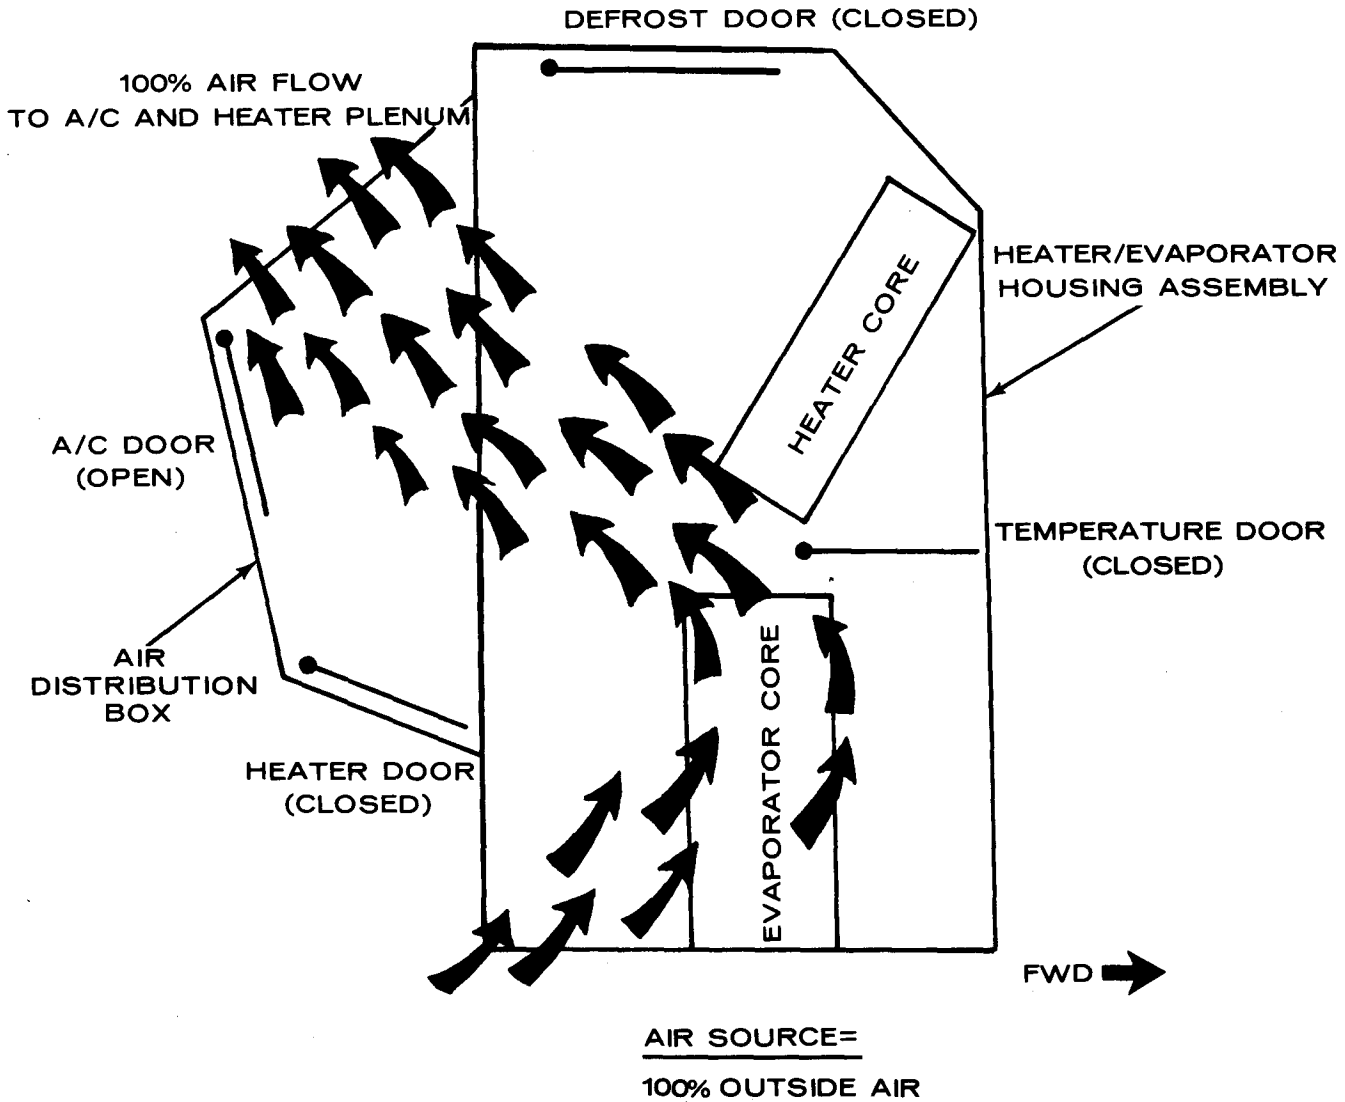 DEFROST DOOR (CLOSED)
100% AIR FLOW
TO A/C AND HEATER PLENUM
HEATER/EVAPORATOR
HOUSING ASSEMBLY
HEATER CORE
A/C DOOR
(OPEN)
TEMPERATURE DOOR
(CLOSED)
AIR
DISTRIBUTION
BOX
EVAPORATOR CORE
HEATER DOOR
(CLOSED)
FWD
AIR SOURCE=
100% OUTSIDE AIR